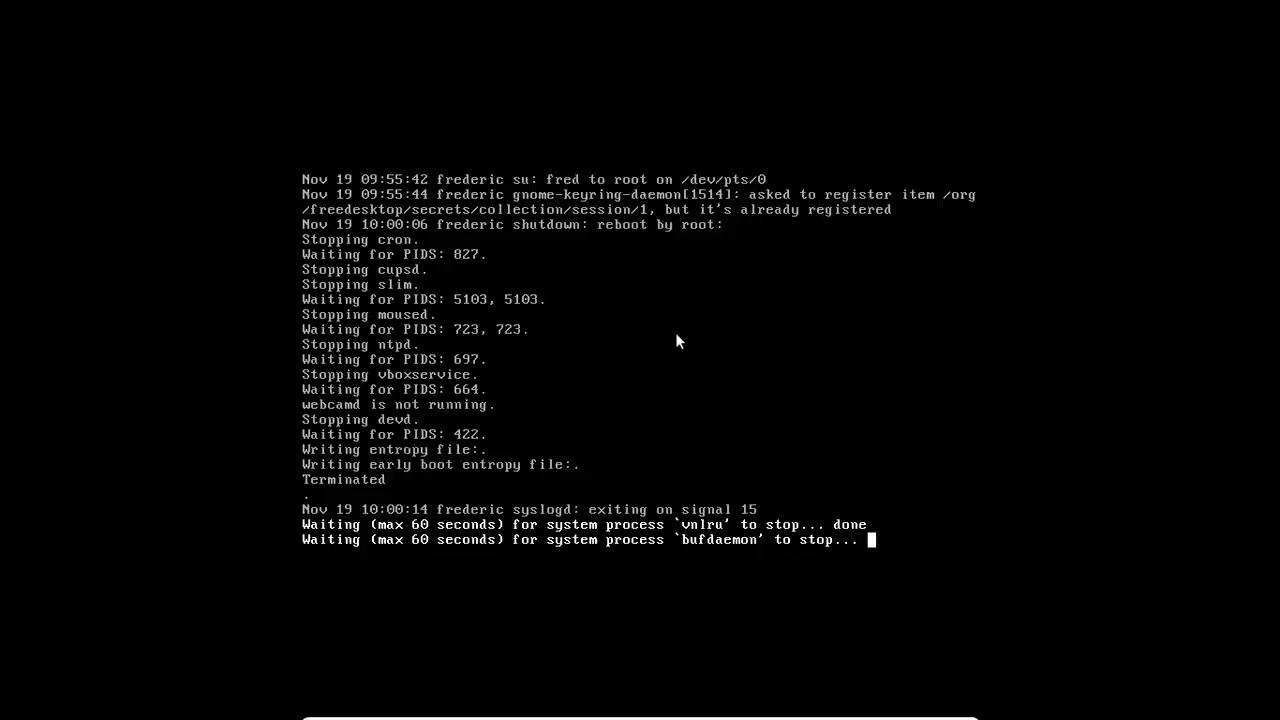 Nov 19 09:55:42 frederic su: fred to root on /dev/pts/0
Nov 19 09:55:44 frederic gnome-keyring-daemon[1514]: asked to register item /org
/freedesktop/secrets/collection/session/1, but it's already registered
Nov 19 10:00:06 frederic shutdown: reboot by root:
Stopping cron.
Waiting for PIDS: 827.
Stopping cupsd.
Stopping slim.
Waiting for PIDS: 5103, 5103.
Stopping moused.
Waiting for PIDS: 723, 723.
Stopping ntpd.
Waiting for PIDS: 697.
Stopping vboxservice.
Waiting for PIDS: 664.
webcamd is not running.
Stopping devd.
Waiting for PIDS: 422.
Writing entropy file:.
Writing early boot entropy file:.
Terminated
.
Nov 19 10:00:14 frederic syslogd: exiting on signal 15
Waiting (max 60 seconds) for system process `vnlru' to stop... done
Waiting (max 60 seconds) for system process `bufdaemon' to stop...